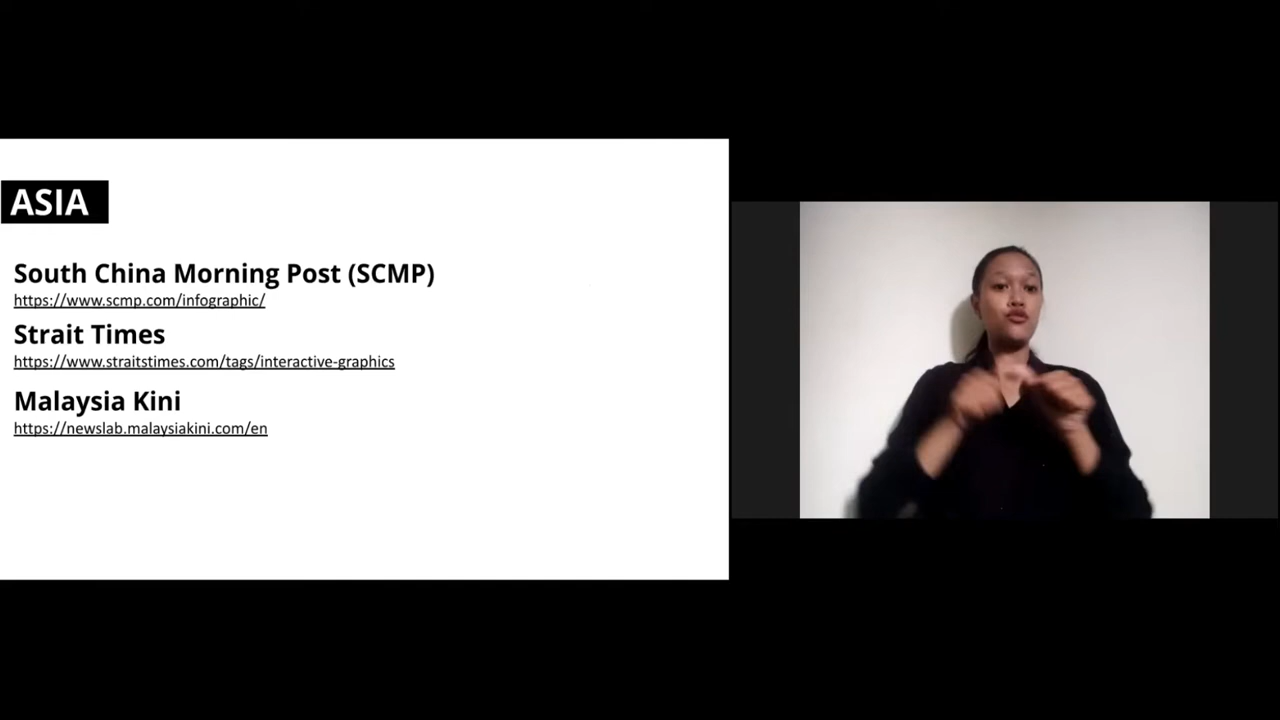 ASIA
South China Morning Post (SCMP)
https://www.scmp.com/infographic/
Strait Times
https://www.straitstimes.com/tags/interactive-graphics
Malaysia Kini
https://newslab.malaysiakini.com/en